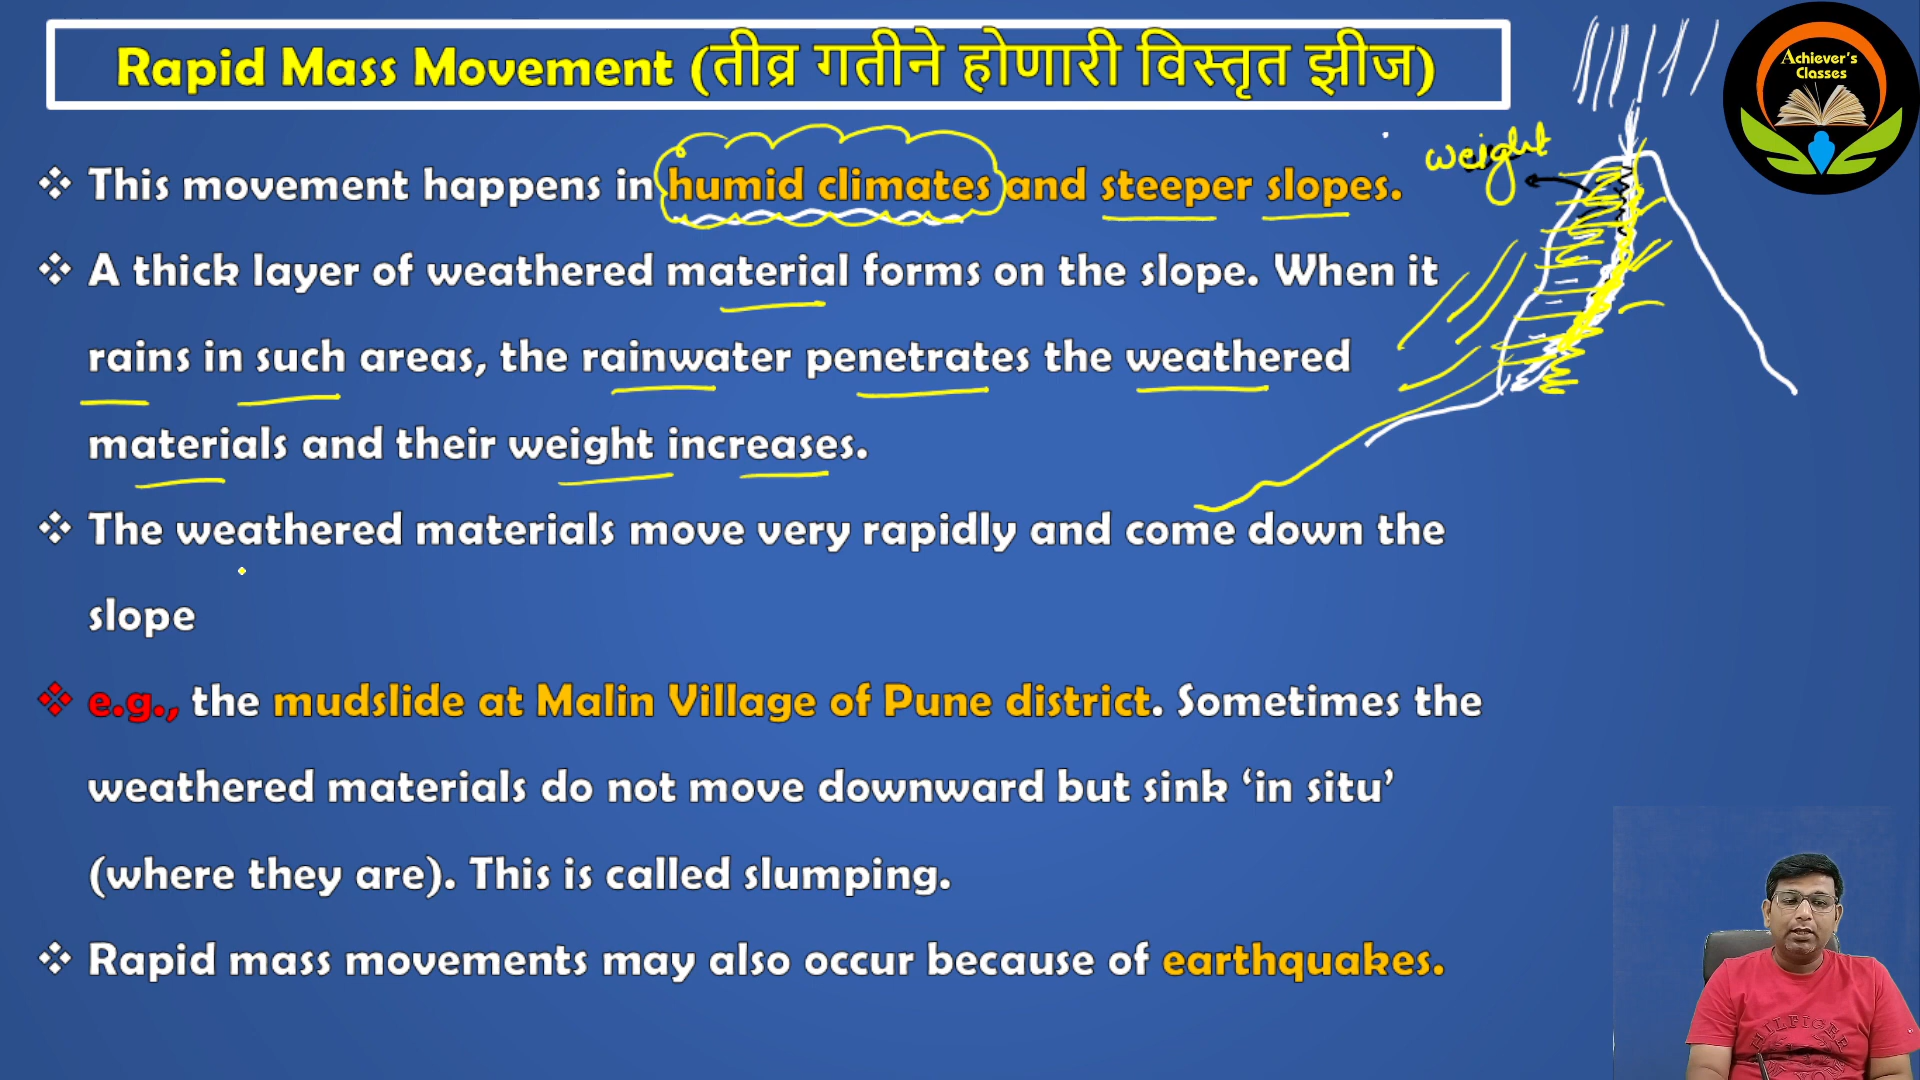 Rapid Mass Movement (तीव्र गतीने होणारी विस्तृत झीज)
Achiever's
Classes
weight
❖ This movement happens in humid climates and steeper slopes.
❖ A thick layer of weathered material forms on the slope. When it
rains in such areas, the rainwater penetrates the weathered
materials and their weight increases.
❖ The weathered materials move very rapidly and come down the
slope
❖ e.g., the mudslide at Malin Village of Pune district. Sometimes the
weathered materials do not move downward but sink ‘in situ’
(where they are). This is called slumping.
❖ Rapid mass movements may also occur because of earthquakes.
HILFIGER